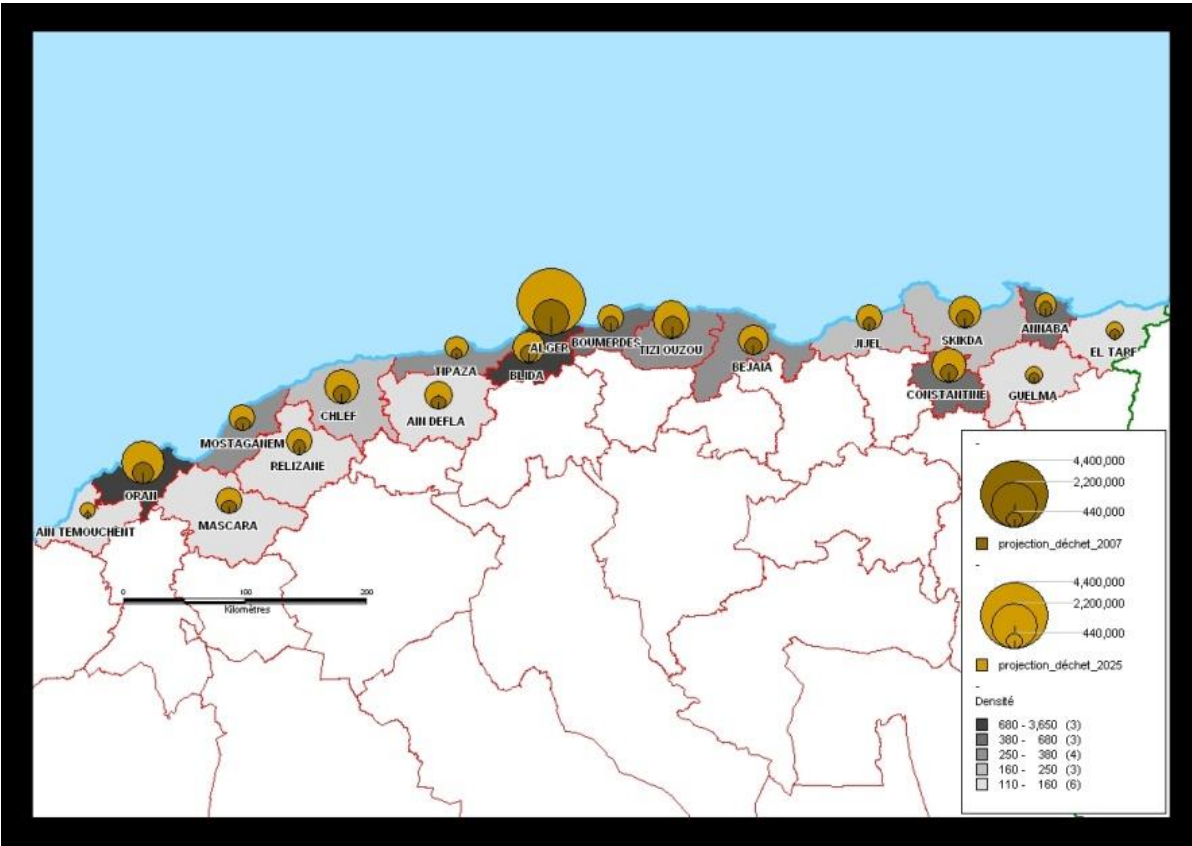 ALGER
BOUMERDES
TIZI OUZOU
BLIDA
TIPAZA
BEJAIA
JIJEL
SKIKDA
ANNABA
EL TARF
CONSTANTINE
GUELMA
CHLEF
AIN DEFLA
MOSTAGANEM
RELIZANE
ORAN
MASCARA
AÏN TEMOUCHENT
0 100 200
Kilomètres
-
4,400,000
2,200,000
440,000
projection_déchet_2007
-
4,400,000
2,200,000
440,000
projection_déchet_2025
-
Densité
680 - 3,650 (3)
380 - 680 (3)
250 - 380 (4)
160 - 250 (3)
110 - 160 (6)